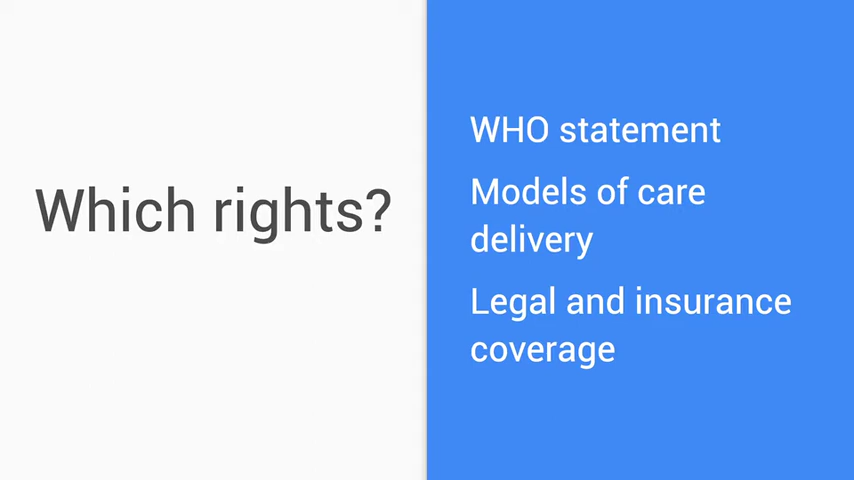 Which rights?
WHO statement
Models of care
delivery
Legal and insurance
coverage